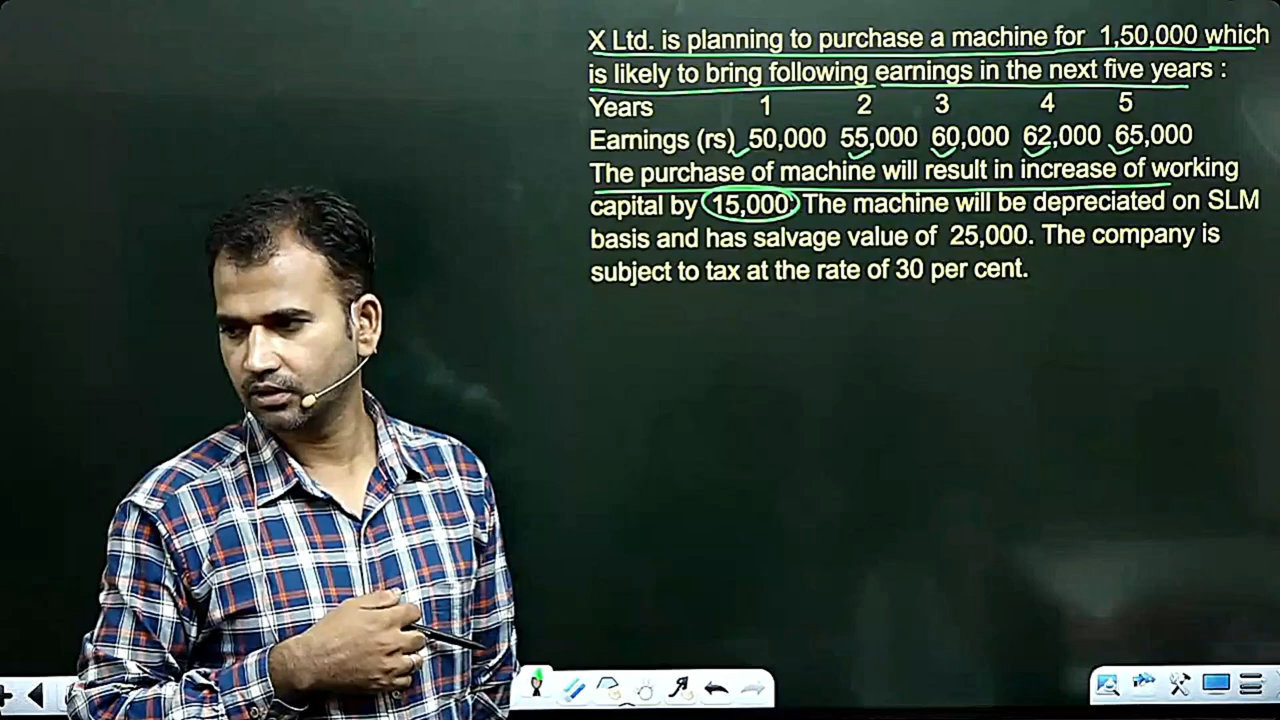 X Ltd. is planning to purchase a machine for 1,50,000 which
is likely to bring following earnings in the next five years :
Years 1 2 3 4 5
Earnings (rs) 50,000 55,000 60,000 62,000 65,000
The purchase of machine will result in increase of working
capital by 15,000. The machine will be depreciated on SLM
basis and has salvage value of 25,000. The company is
subject to tax at the rate of 30 per cent.